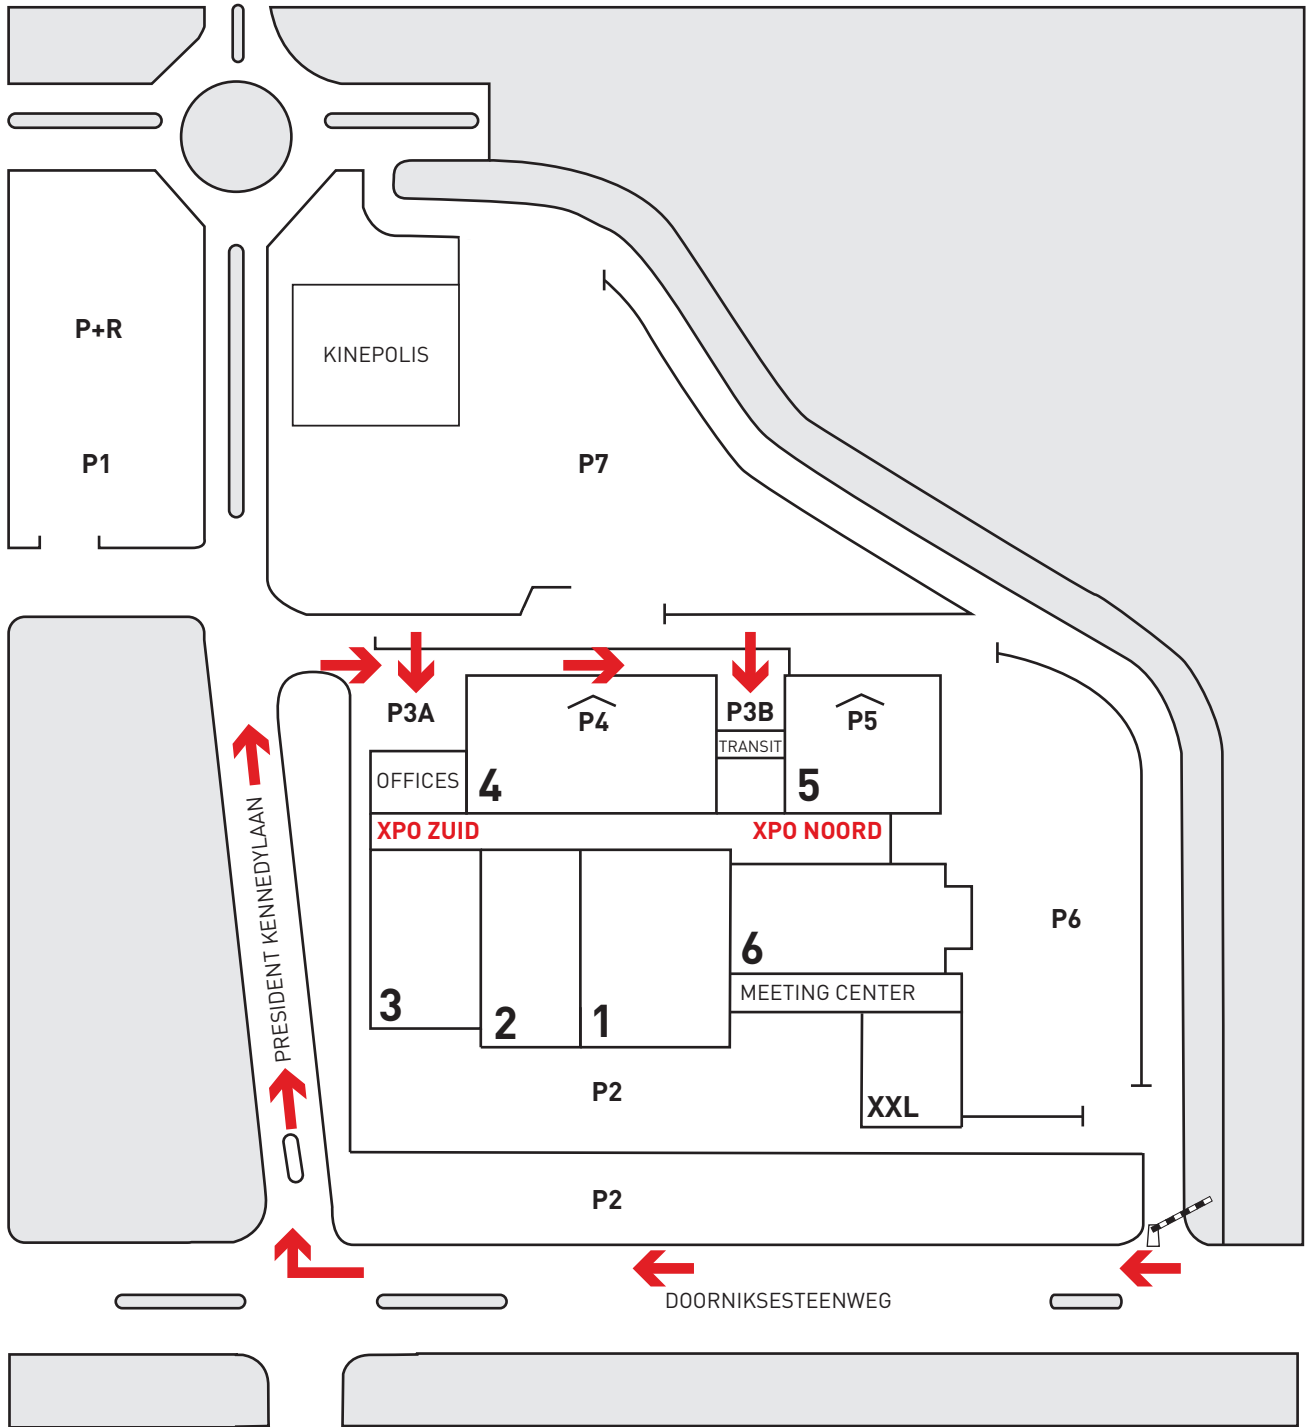 P+R
KINEPOLIS
P1
P7
P3A
P4
P3B
P5
TRANSIT
OFFICES
4
5
XPO ZUID
XPO NOORD
PRESIDENT KENNEDYLAAN
P6
6
MEETING CENTER
3
2
1
P2
XXL
P2
DOORNIKSESTEENWEG